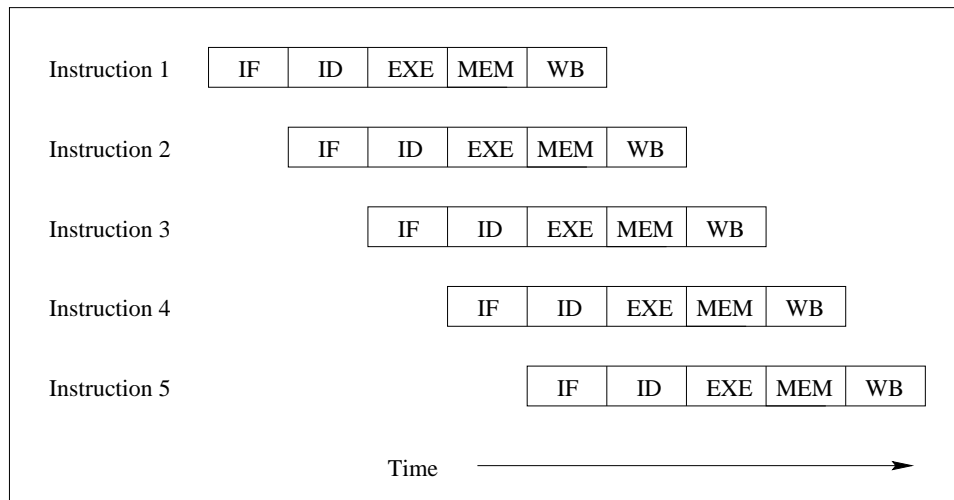 Instruction 1 IF ID EXE MEM WB
Instruction 2 IF ID EXE MEM WB
Instruction 3 IF ID EXE MEM WB
Instruction 4 IF ID EXE MEM WB
Instruction 5 IF ID EXE MEM WB
Time